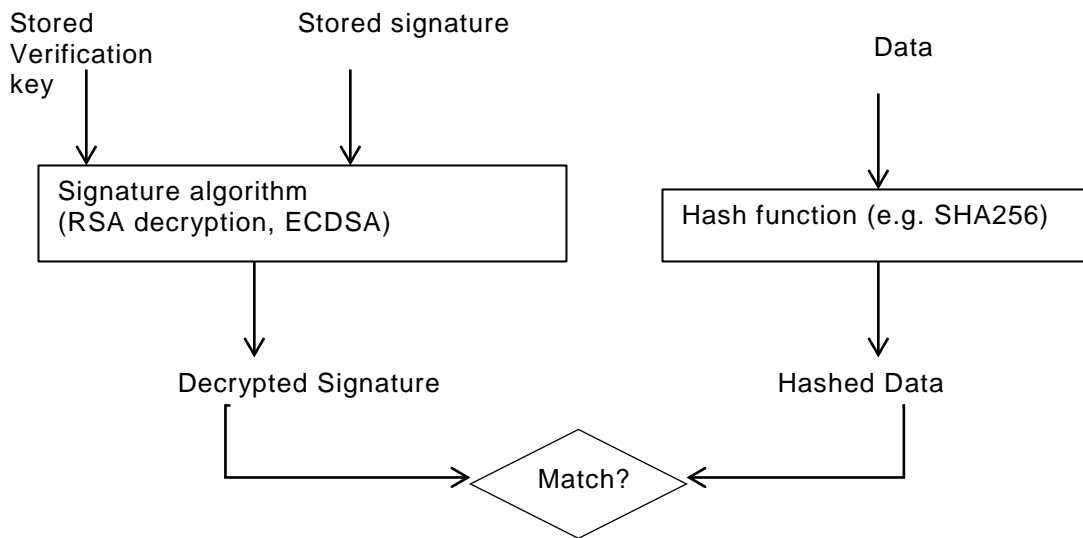 Stored
Verification
key
Stored signature
Data
Signature algorithm
(RSA decryption, ECDSA)
Hash function (e.g. SHA256)
Decrypted Signature
Hashed Data
Match?